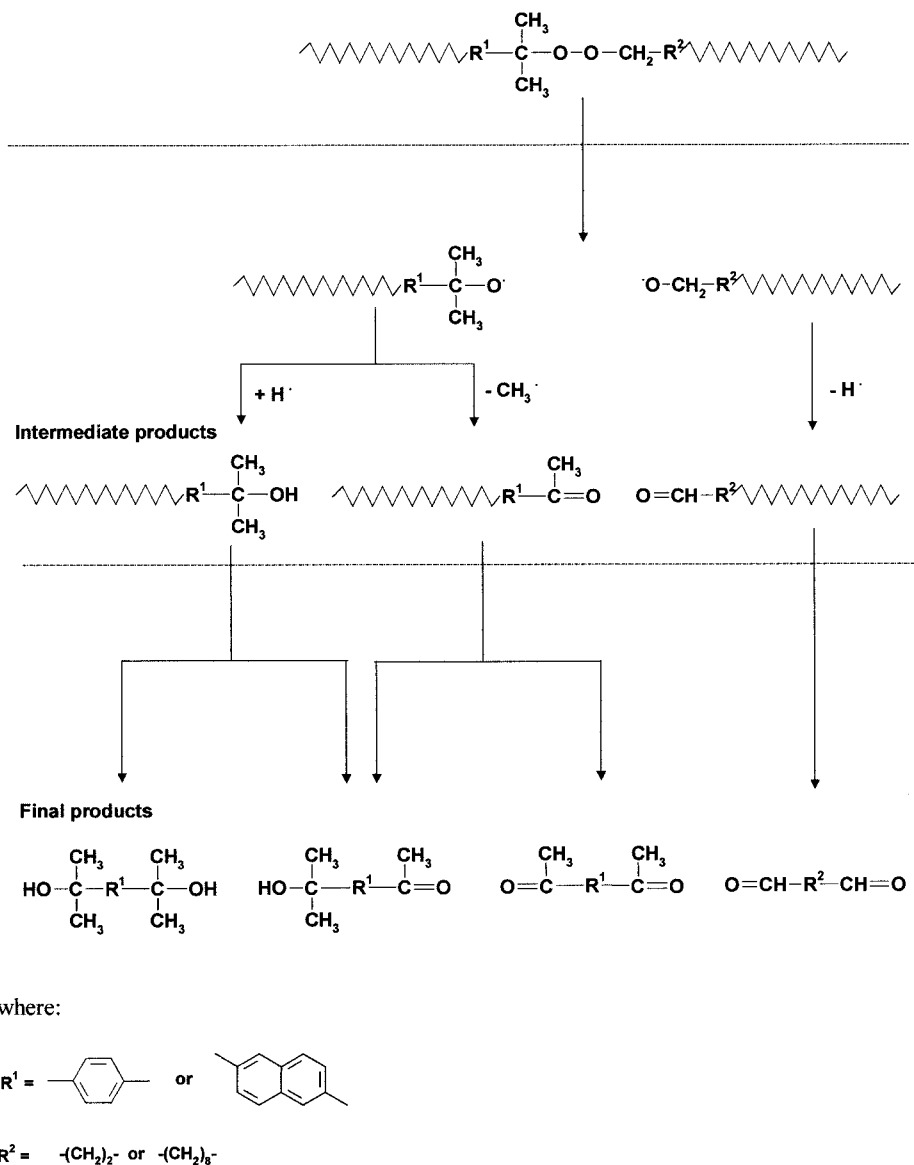 CH3
R1—C—O—O—CH2—R2
CH3
CH3
R1—C—O·
CH3
·O—CH2—R2
+ H·
- CH3·
- H·
Intermediate products
CH3
R1—C—OH
CH3
CH3
R1—C=O
O=CH—R2
Final products
CH3 CH3
HO—C—R1—C—OH
CH3 CH3
CH3 CH3
HO—C—R1—C=O
CH3
CH3 CH3
O=C—R1—C=O
O=CH—R2—CH=O
where:
R1 = or
R2 = -(CH2)2- or -(CH2)8-